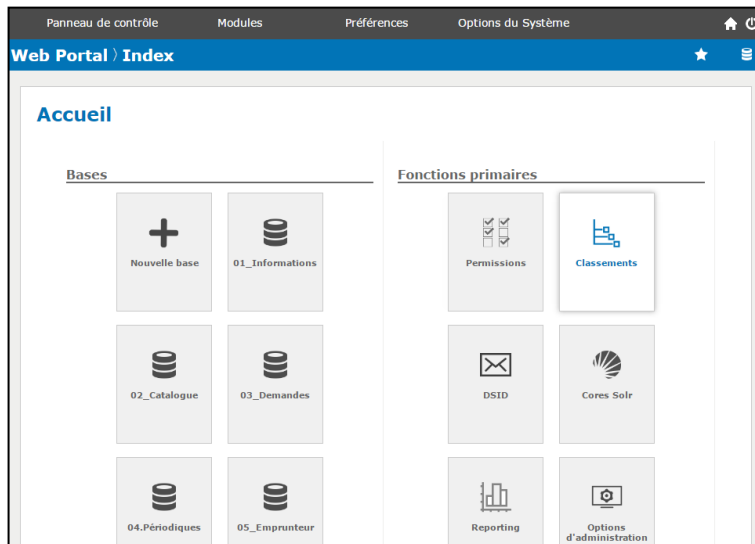 Panneau de contrôle Modules Préférences Options du Système
Web Portal 〉Index
Accueil
Bases
Nouvelle base
01_Informations
02_Catalogue
03_Demandes
04.Périodiques
05_Emprunteur
Fonctions primaires
Permissions
Classements
DSID
Cores Solr
Reporting
Options
d'administration